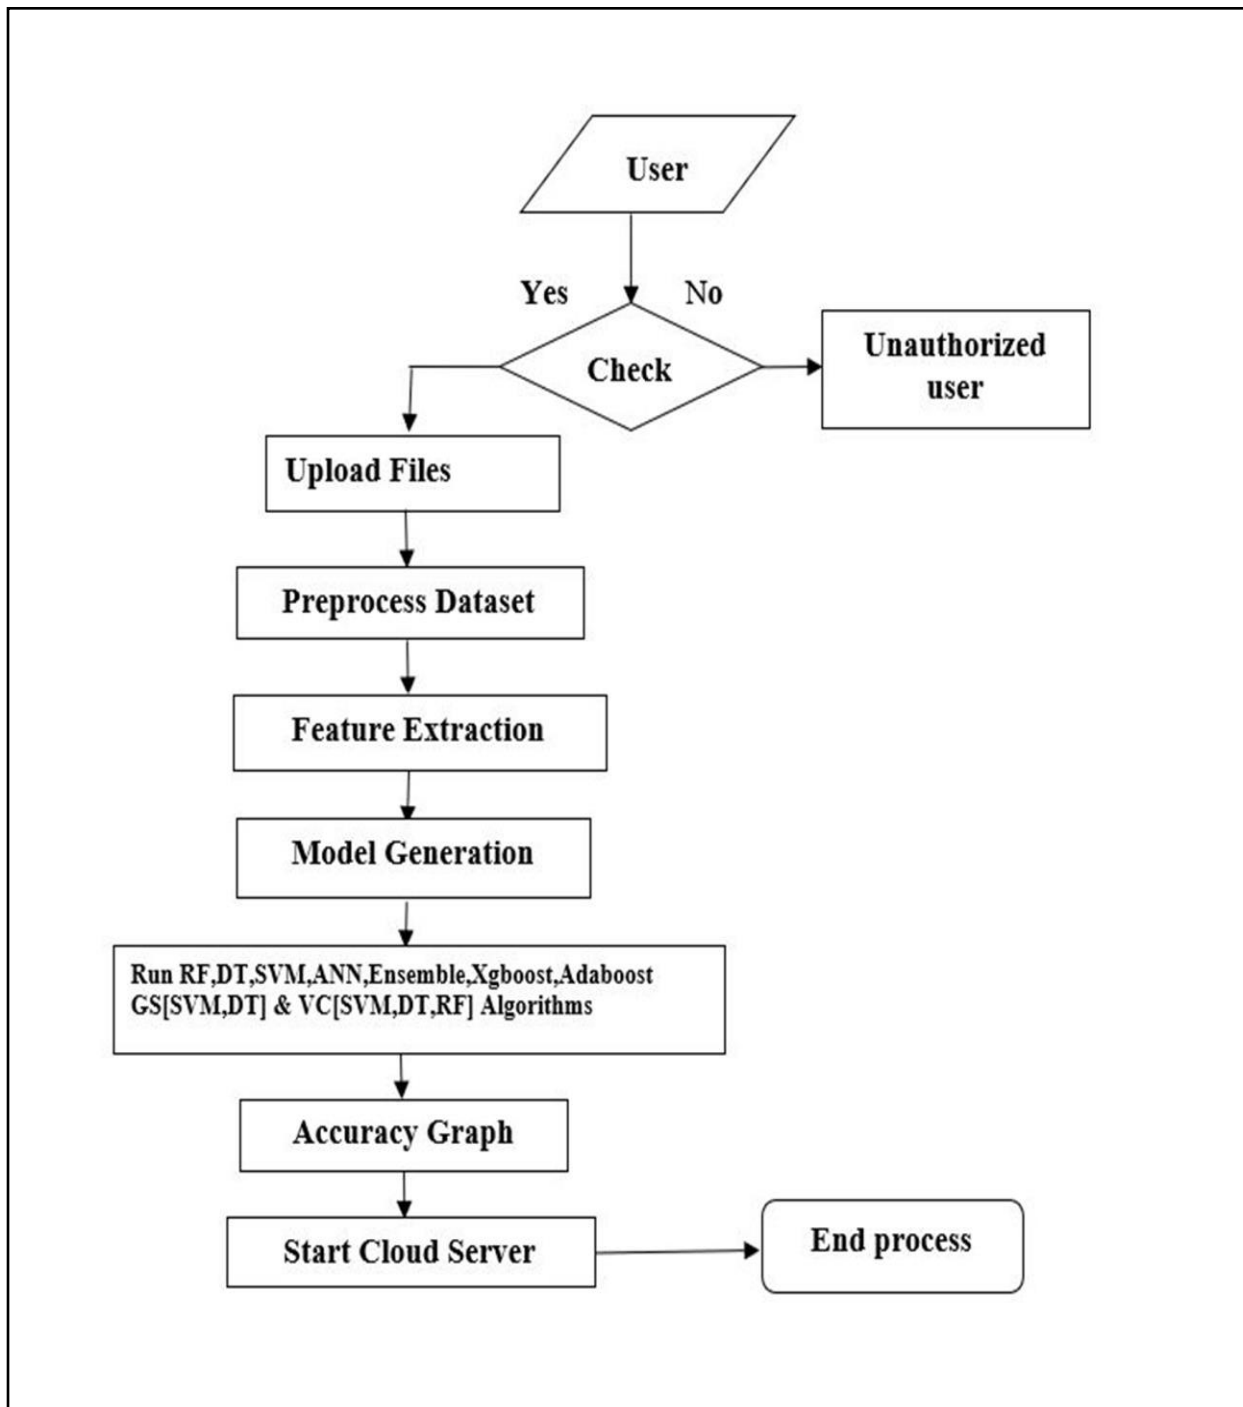 User
Yes
No
Check
Unauthorized
user
Upload Files
Preprocess Dataset
Feature Extraction
Model Generation
Run RF,DT,SVM,ANN,Ensemble,Xgboost,Adaboost
GS[SVM,DT] & VC[SVM,DT,RF] Algorithms
Accuracy Graph
Start Cloud Server
End process